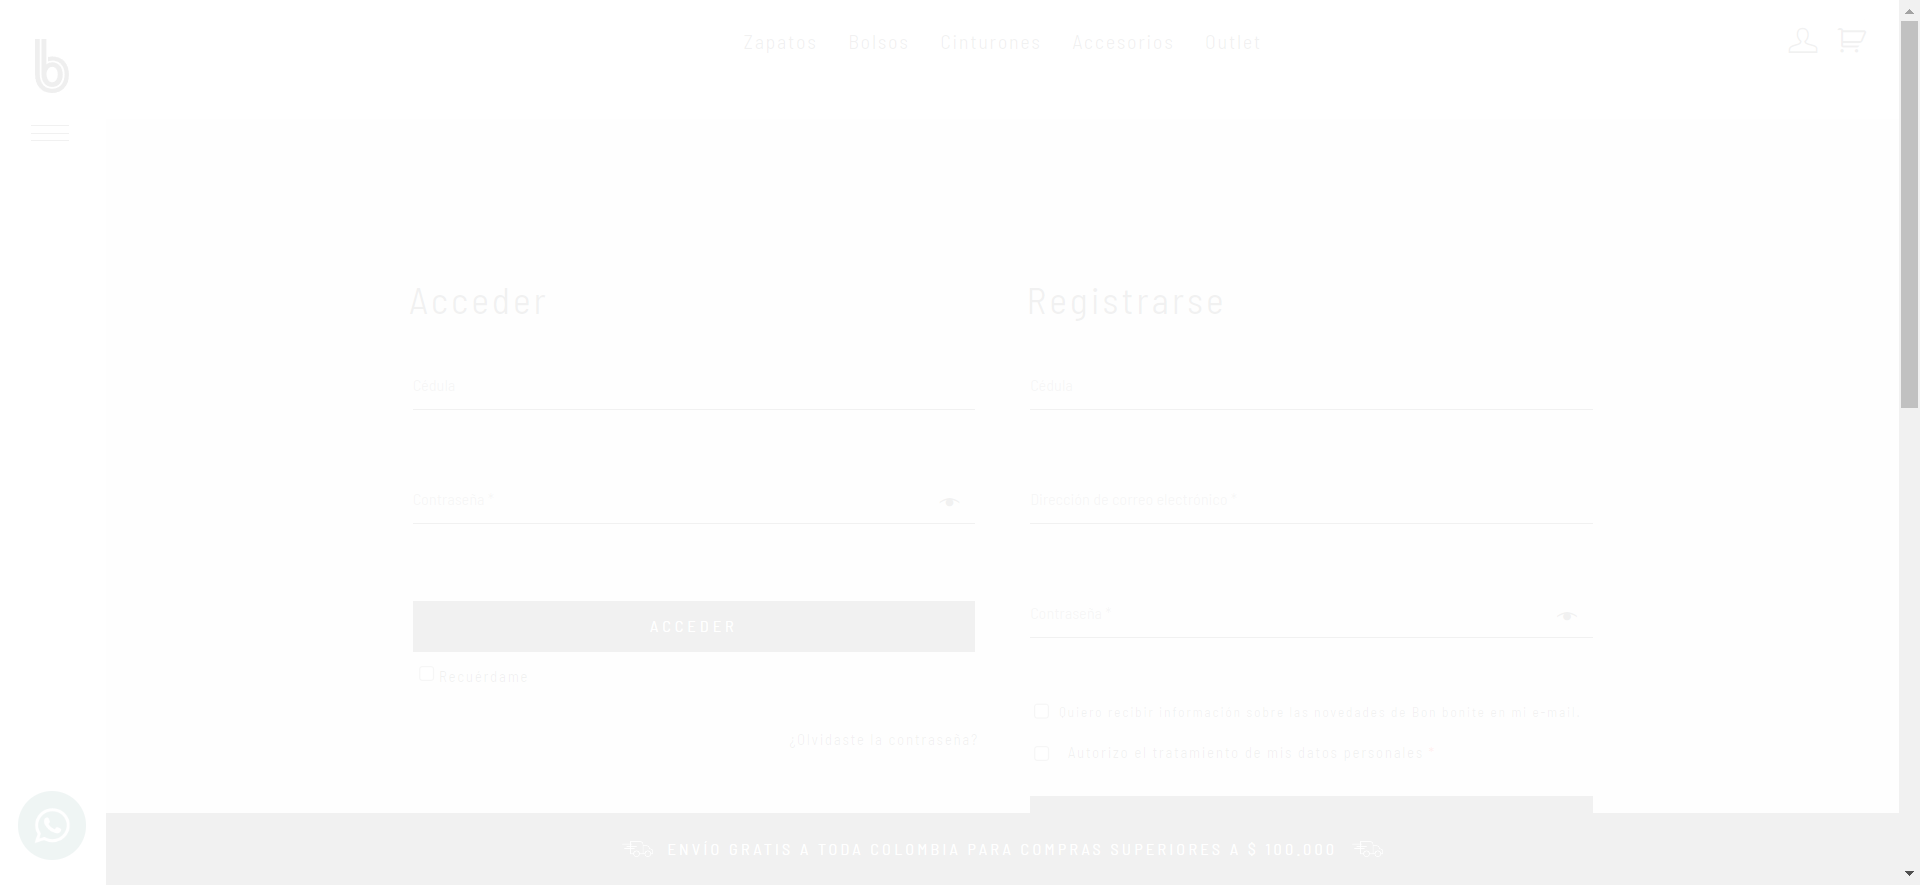 Zapatos Bolsos Cinturones Accesorios Outlet
Acceder
Cédula
Contraseña *
ACCEDER
Recuérdame
¿Olvidaste la contraseña?
Registrarse
Cédula
Dirección de correo electrónico *
Contraseña *
Quiero recibir información sobre las novedades de Bon bonite en mi e-mail.
Autorizo el tratamiento de mis datos personales *
ENVÍO GRATIS A TODA COLOMBIA PARA COMPRAS SUPERIORES A $ 100.000